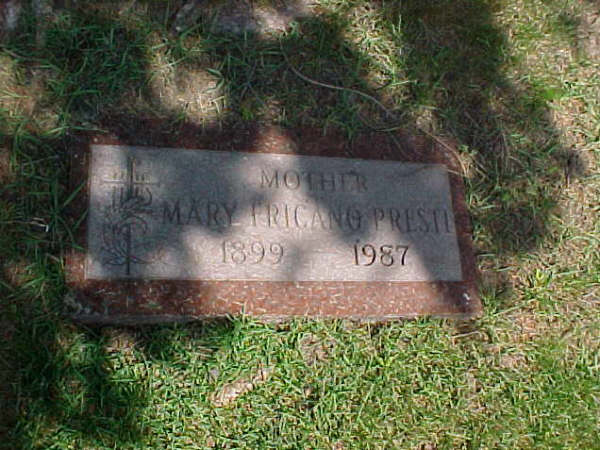 MOTHER
MARY FRICANO PRESTI
1899 1987